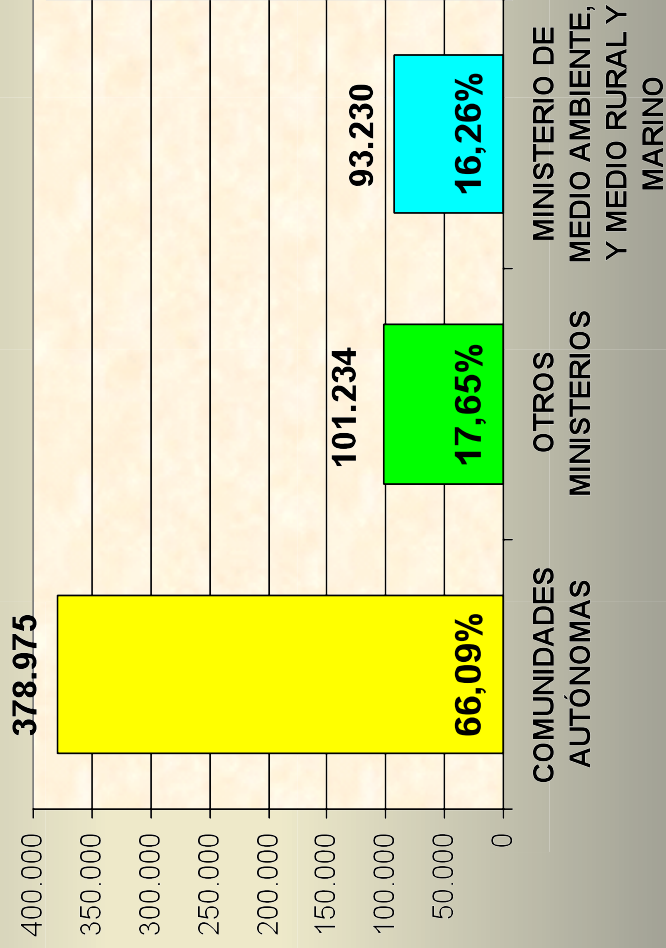 400.000
350.000
300.000
250.000
200.000
150.000
100.000
50.000
0
378.975
66,09%
101.234
17,65%
93.230
16,26%
COMUNIDADES
AUTÓNOMAS
OTROS
MINISTERIOS
MINISTERIO DE
MEDIO AMBIENTE,
Y MEDIO RURAL Y
MARINO